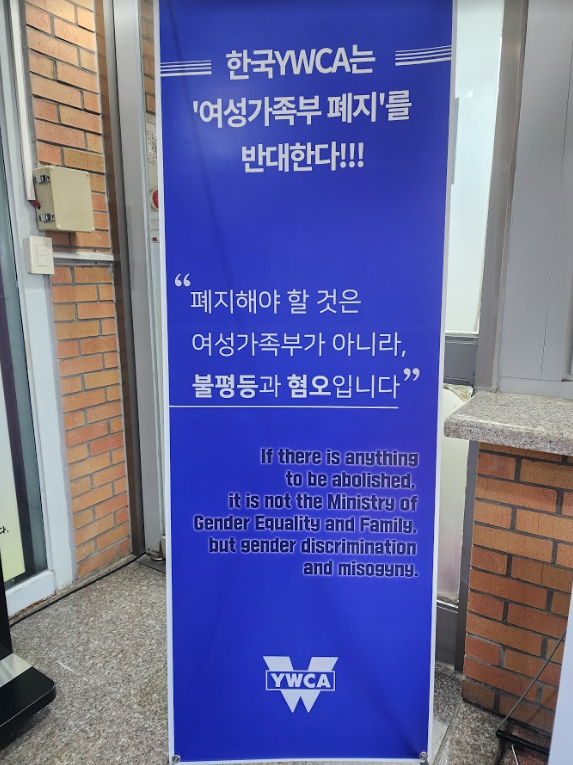 한국YWCA는
'여성가족부 폐지'를
반대한다!!!
“폐지해야 할 것은
여성가족부가 아니라,
불평등과 혐오입니다”
If there is anything
to be abolished,
it is not the Ministry of
Gender Equality and Family,
but gender discrimination
and misogyny.
YWCA